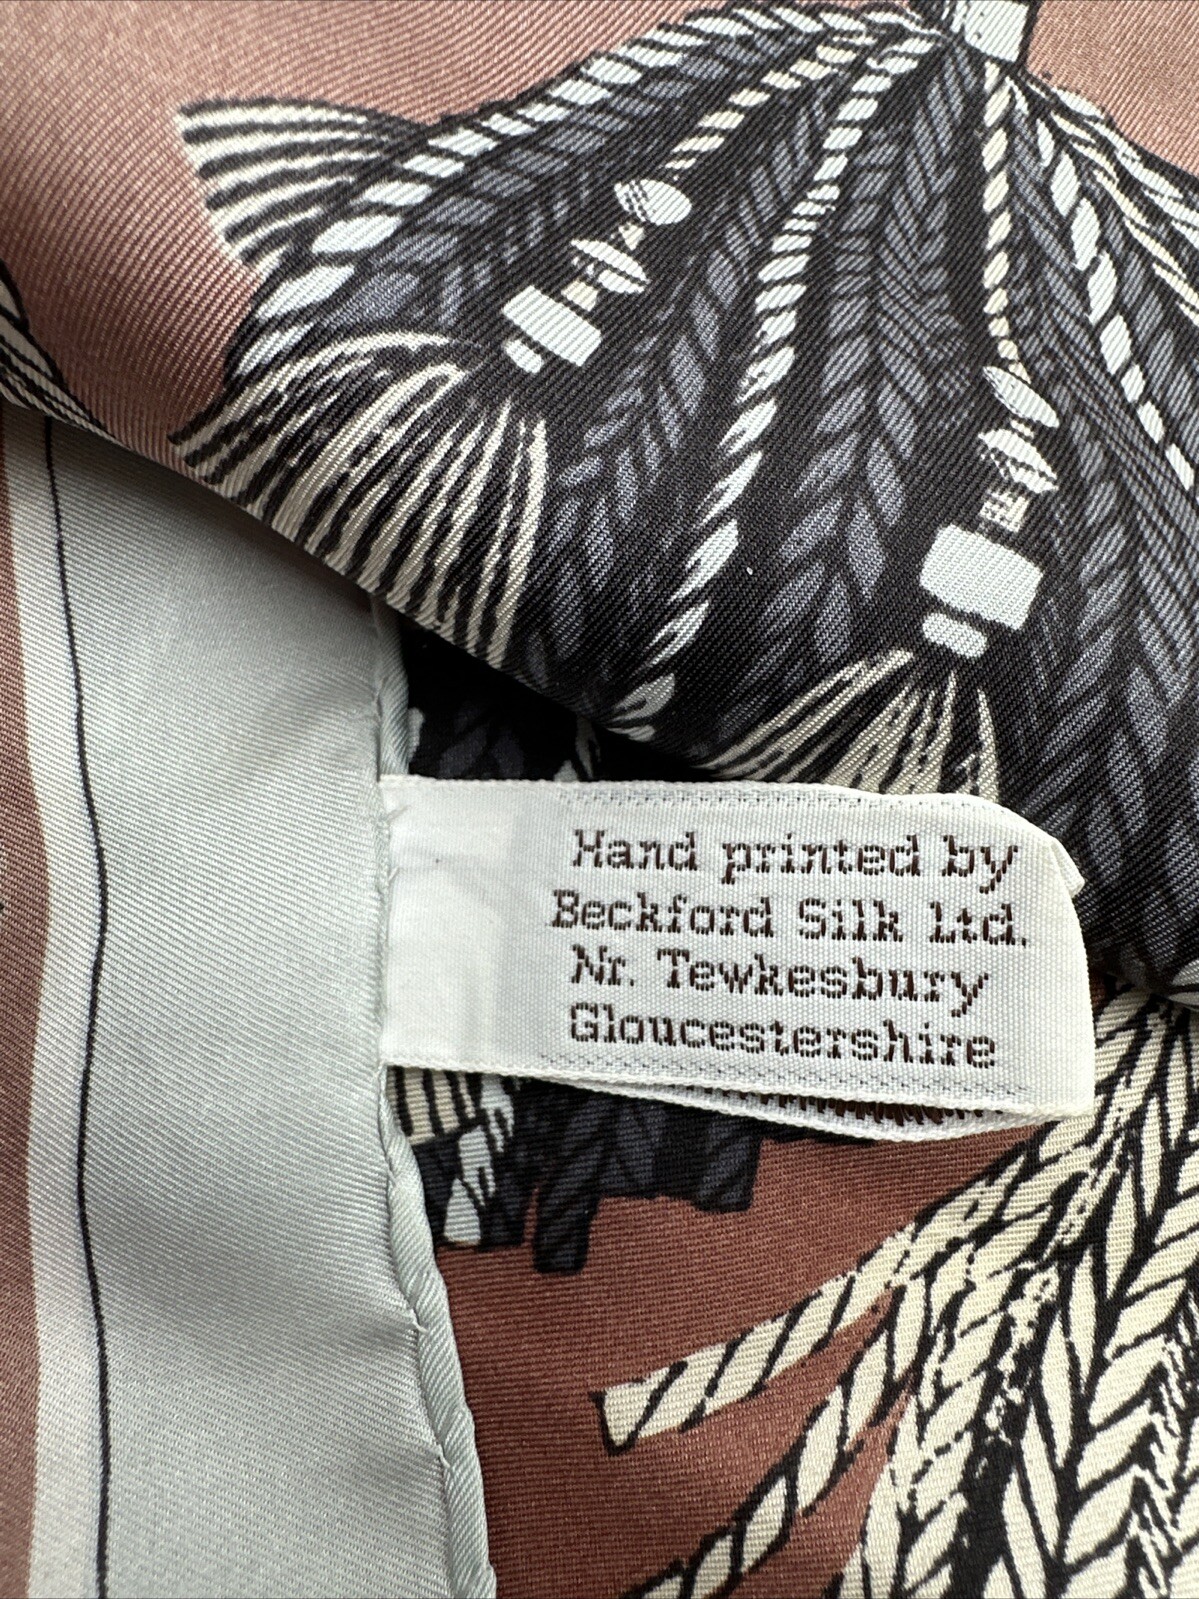 Hand printed by
Beckford Silk Ltd.
Nr. Tewkesbury
Gloucestershire